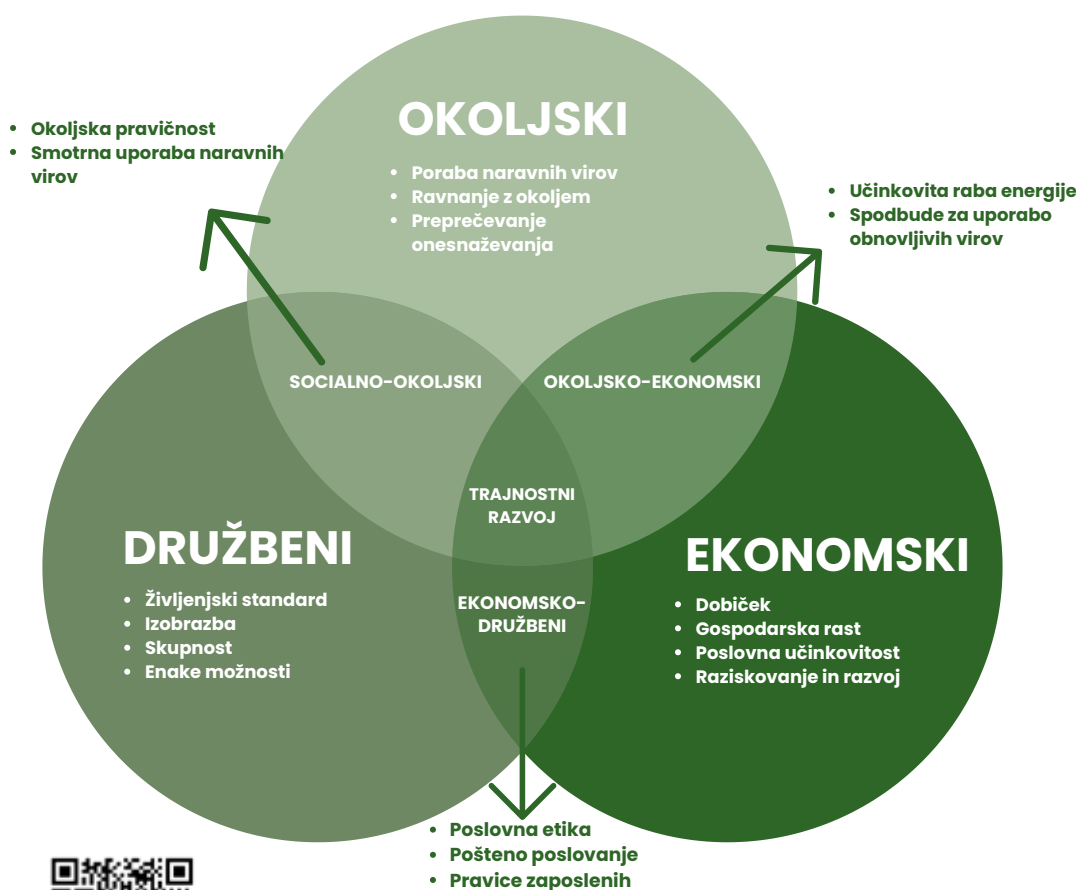 OKOLJSKI
• Poraba naravnih virov
• Ravnanje z okoljem
• Preprečevanje
onesnaževanja
• Okoljska pravičnost
• Smotrna uporaba naravnih
virov
• Učinkovita raba energije
• Spodbude za uporabo
obnovljivih virov
SOCIALNO-OKOLJSKI
OKOLJSKO-EKONOMSKI
TRAJNOSTNI
RAZVOJ
DRUŽBENI
• Življenjski standard
• Izobrazba
• Skupnost
• Enake možnosti
EKONOMSKI
• Dobiček
• Gospodarska rast
• Poslovna učinkovitost
• Raziskovanje in razvoj
EKONOMSKO-
DRUŽBENI
• Poslovna etika
• Pošteno poslovanje
• Pravice zaposlenih